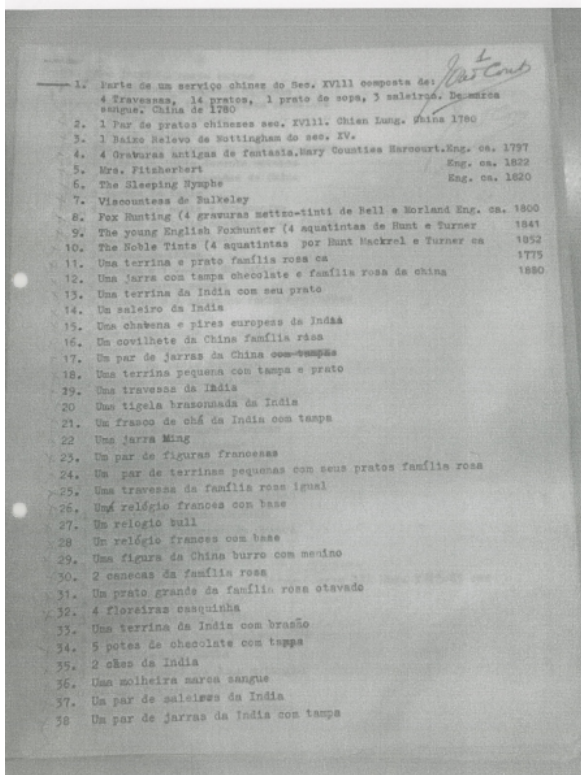 1
João Cont
1. Parte de um serviço chines do Sec. XVIII composta de:
4 Travessas, 14 pratos, 1 prato de sopa, 3 saleiros. De marca
sangue. China de 1780
2. 1 Par de pratos chinezes sec. XVIII. Chien Lung. China 1780
3. 1 Baixo Relevo de Nottingham do sec. XV.
4. 4 Gravuras antigas de fantasia.Mary Counties Harcourt.Eng. ca. 1797
5. Mrs. Fitzherbert Eng. ca. 1822
6. The Sleeping Nymphe Eng. ca. 1820
7. Viscountess de Bulkeley
8. Fox Hunting (4 gravuras mettzo-tinti de Bell e Morland Eng. ca. 1800
9. The young English Foxhunter (4 aquatintas de Hunt e Turner 1841
10. The Noble Tints (4 aquatintas por Hunt Mackrel e Turner ca 1852
11. Uma terrina e prato família rosa ca 1775
12. Uma jarra com tampa checolate e família rosa da china 1880
13. Uma terrina da India com seu prato
14. Um saleiro da India
15. Uma chavena e pires europess da India
16. Um covilhete da China família rosa
17. Um par de jarras da China com tampas
18. Uma terrina pequena com tampa e prato
19. Uma travessa da India
20 Uma tigela brasonnada da India
21. Um frasco de chá da India com tampa
22 Uma jarra Ming
23. Um par de figuras francesas
24. Um par de terrinas pequenas com seus pratos família rosa
25. Uma travessa da família rosa igual
26. Um relógio frances con base
27. Um relogio bull
28 Um relógio frances com base
29. Uma figura da China burro com menino
30. 2 canecas da família rosa
31. Um prato grande da família rosa otavado
32. 4 floreiras casquinha
33. Uma terrina da India com brasão
34. 5 potes de checolate com tampa
35. 2 cães da India
36. Uma molheira marca sangue
37. Um par de saleiros da India
38 Um par de jarras da India com tampa